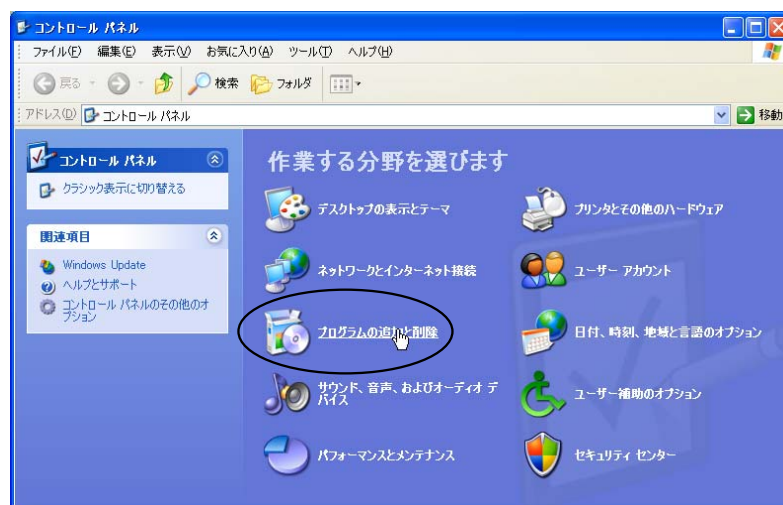 コントロール パネル
ファイル(F) 編集(E) 表示(V) お気に入り(A) ツール(T) ヘルプ(H)
戻る 検索 フォルダ
アドレス(D) コントロール パネル 移動
コントロール パネル
クラシック表示に切り替える
関連項目
Windows Update
ヘルプとサポート
コントロール パネルのその他のオ
プション
作業する分野を選びます
デスクトップの表示とテーマ
プリンタとその他のハードウェア
ネットワークとインターネット接続
ユーザー アカウント
プログラムの追加と削除
日付、時刻、地域と言語のオプション
サウンド、音声、およびオーディオ デ
バイス
ユーザー補助のオプション
パフォーマンスとメンテナンス
セキュリティ センター